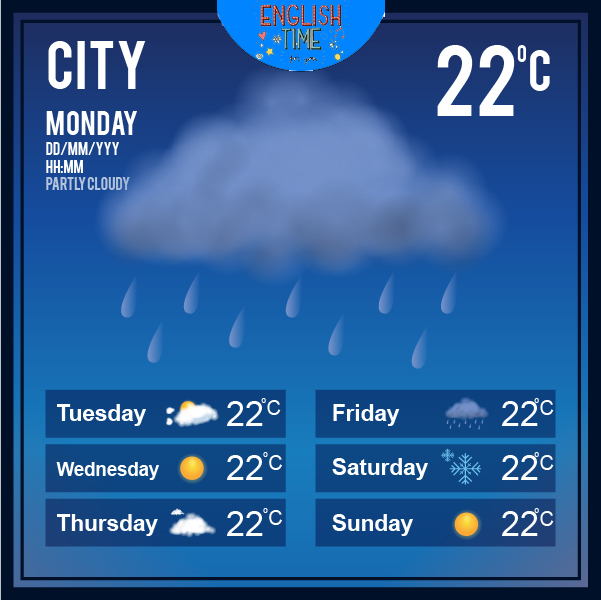 ENGLISH
TIME
CITY
22°C
MONDAY
DD/MM/YYY
HH:MM
PARTLY CLOUDY
Tuesday 22°C
Wednesday 22°C
Thursday 22°C
Friday 22°C
Saturday 22°C
Sunday 22°C